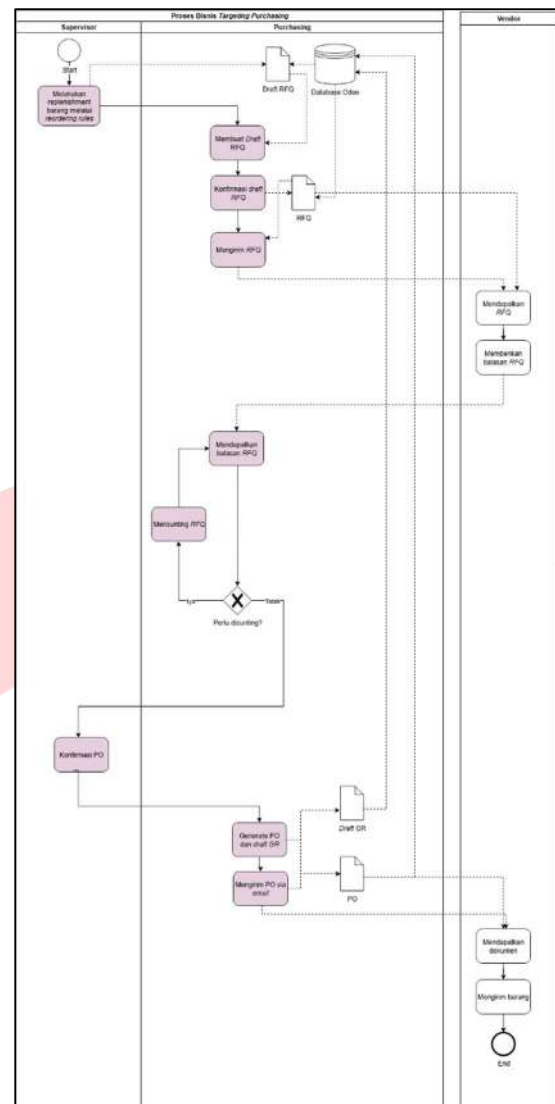 Proses Bisnis Targeting Purchasing
Supervisor
Purchasing
Vendor
Start
Melakukan
replenishment
barang melalui
reordering rules
Draft RFQ
Database Odoo
Membuat Draft
RFQ
Konfirmasi draft
RFQ
RFQ
Mengirim RFQ
Mendapatkan
RFQ
Memberikan
balasan RFQ
Mendapatkan
balasan RFQ
Menyunting RFQ
Iya
Tidak
Perlu disunting?
Konfirmasi PO
Generate PO
dan draft GR
Draft GR
Mengirim PO via
email
PO
Mendapatkan
dokumen
Mengirim barang
END